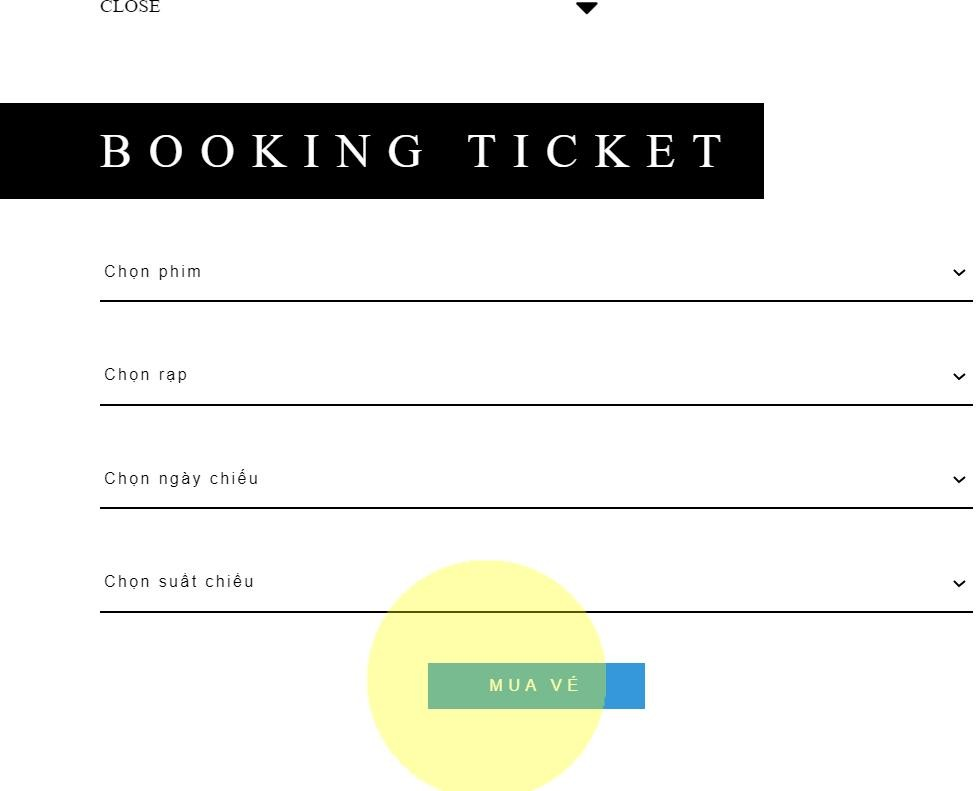 CLOSE
BOOKING TICKET
Chọn phim
Chọn rạp
Chọn ngày chiếu
Chọn suất chiếu
MUA VÉ